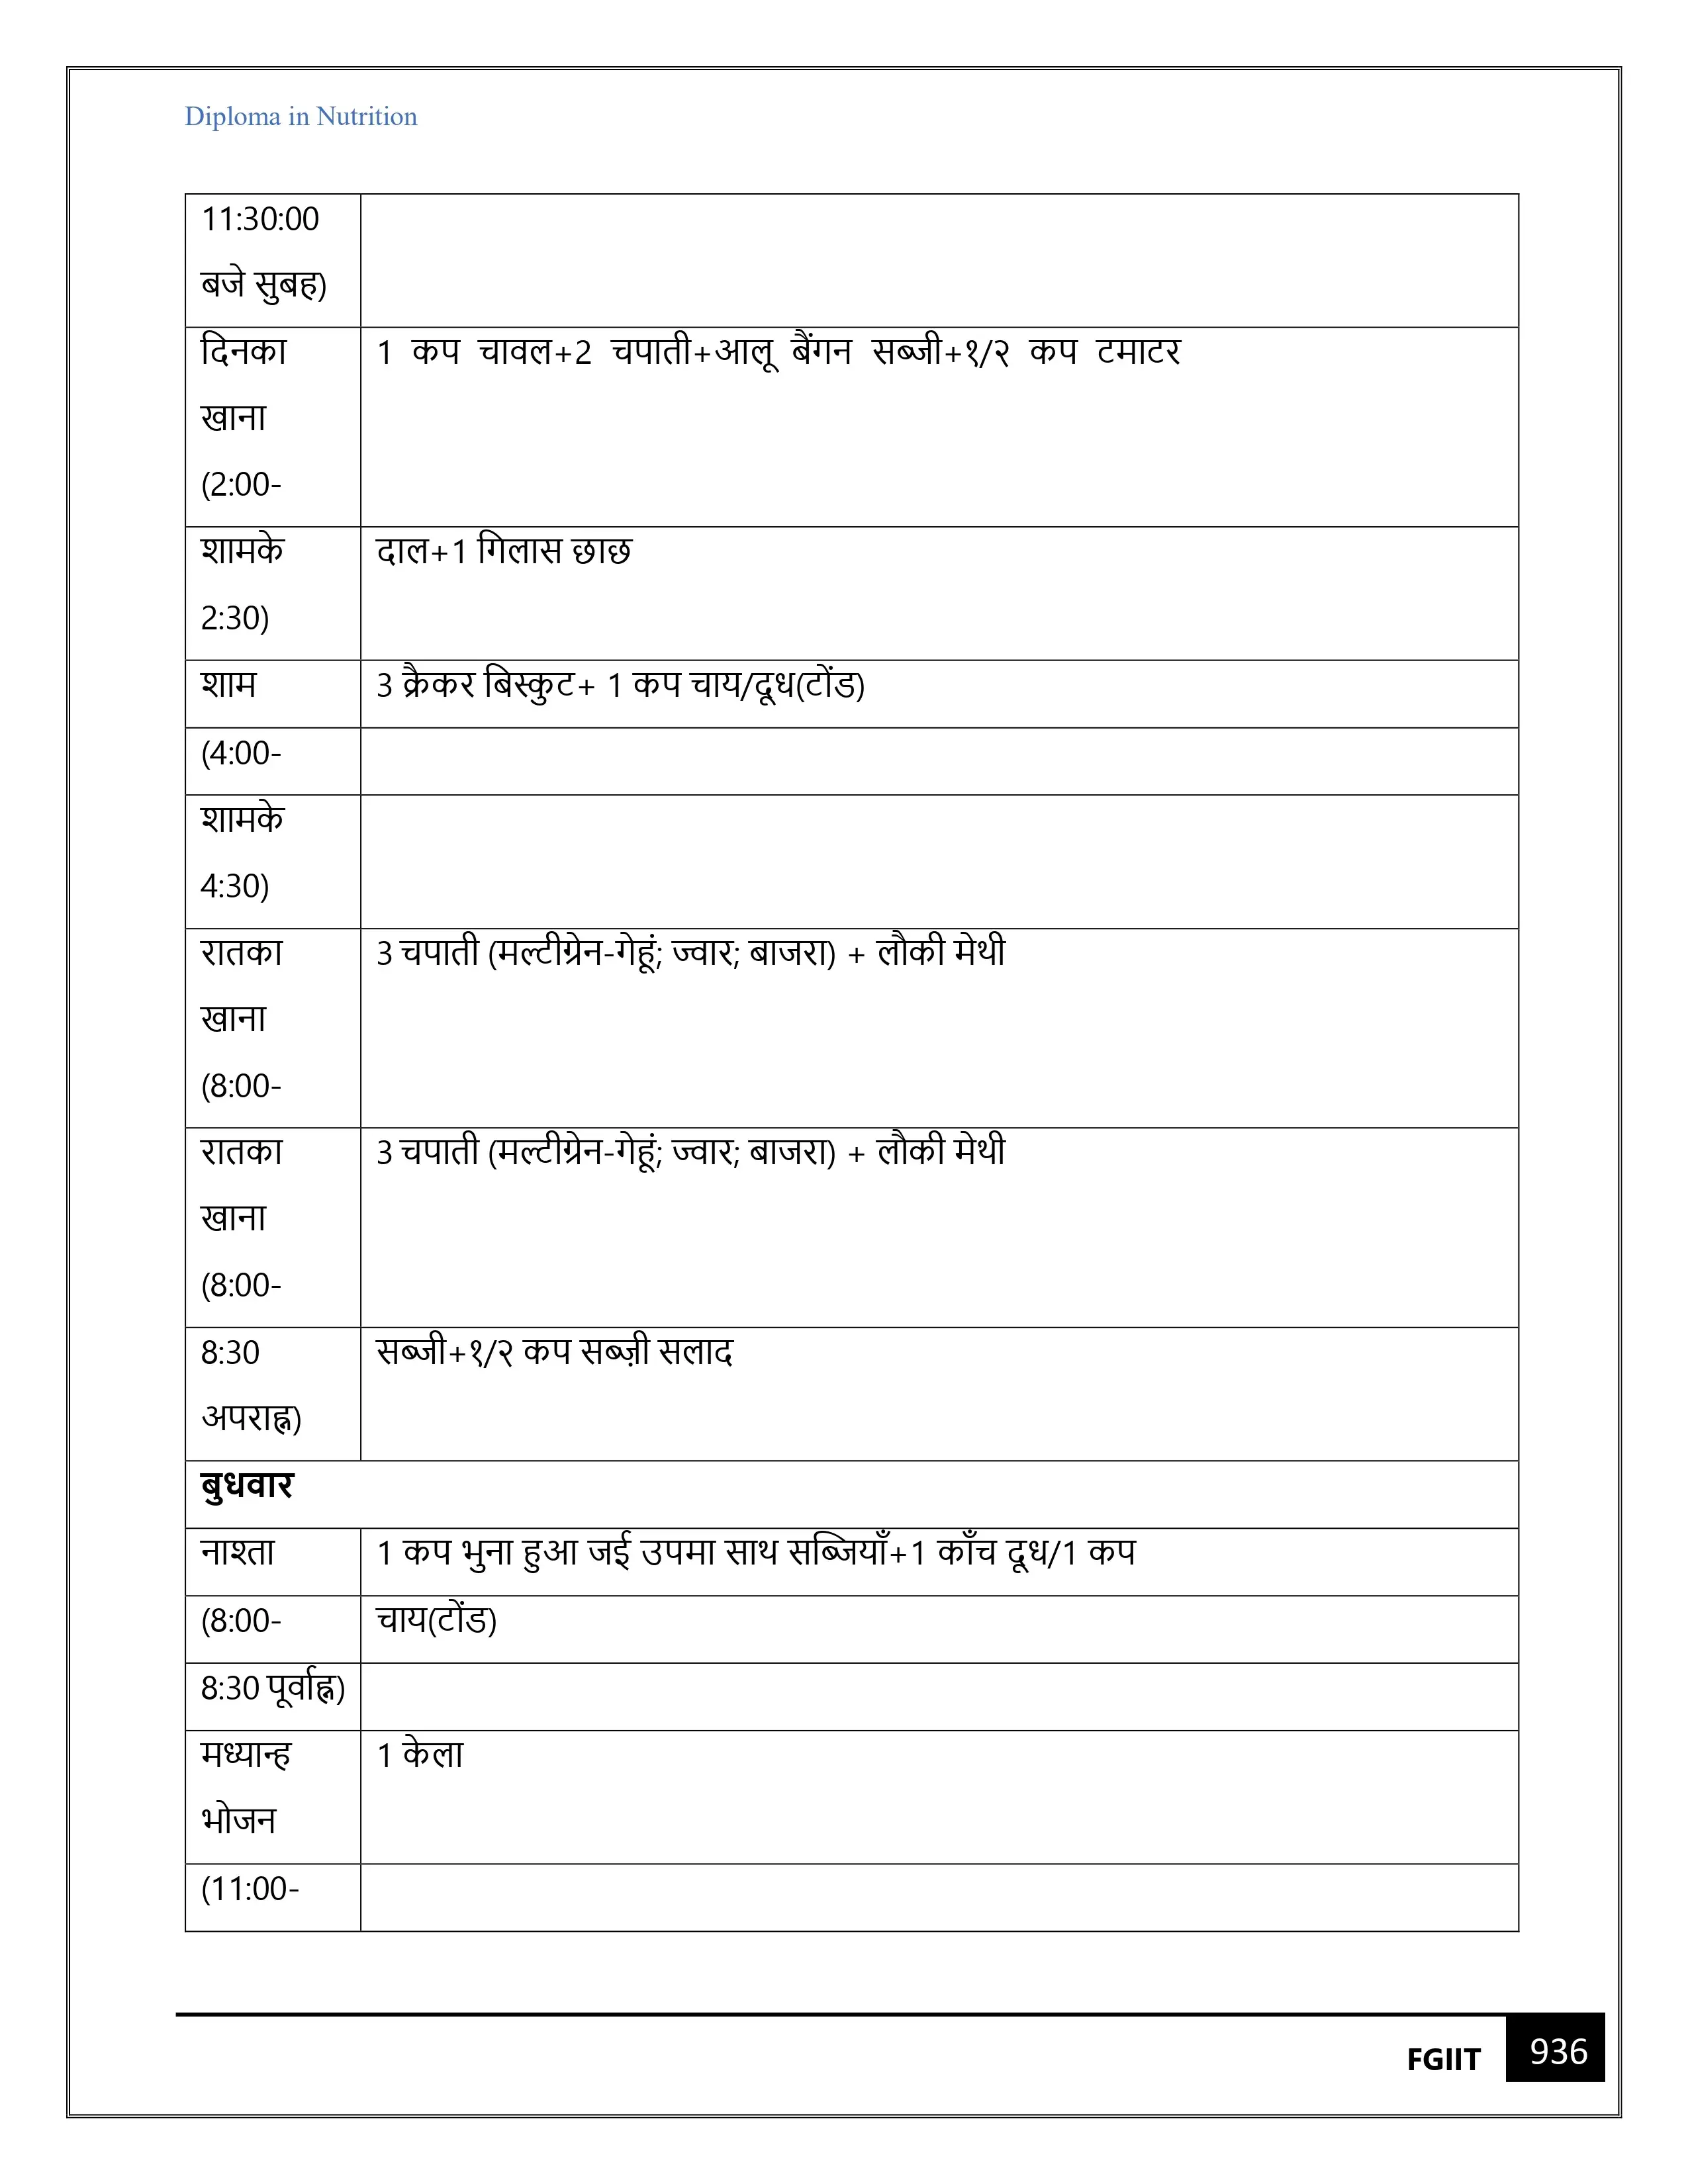 Diploma in Nutrition
11:30:00
बजे सुबह)
दिनका 1 कप चावल+2 चपाती+आलू बैंगन सब्जी+१/२ कप टमाटर
खाना
(2:00-
शामके दाल+1 गिलास छाछ
2:30)
शाम 3 क्रैकर बिस्कुट+ 1 कप चाय/दूध(टोंड)
(4:00-
शामके
4:30)
रातका 3 चपाती (मल्टीग्रेन-गेहूं; ज्वार; बाजरा) + लौकी मेथी
खाना
(8:00-
रातका 3 चपाती (मल्टीग्रेन-गेहूं; ज्वार; बाजरा) + लौकी मेथी
खाना
(8:00-
8:30 सब्जी+१/२ कप सब्ज़ी सलाद
अपराह्न)
बुधवार
नाश्ता 1 कप भुना हुआ जई उपमा साथ सब्जियाँ+1 काँच दूध/1 कप
(8:00- चाय(टोंड)
8:30 पूर्वाह्न)
मध्यान्ह 1 केला
भोजन
(11:00-
FGIIT 936